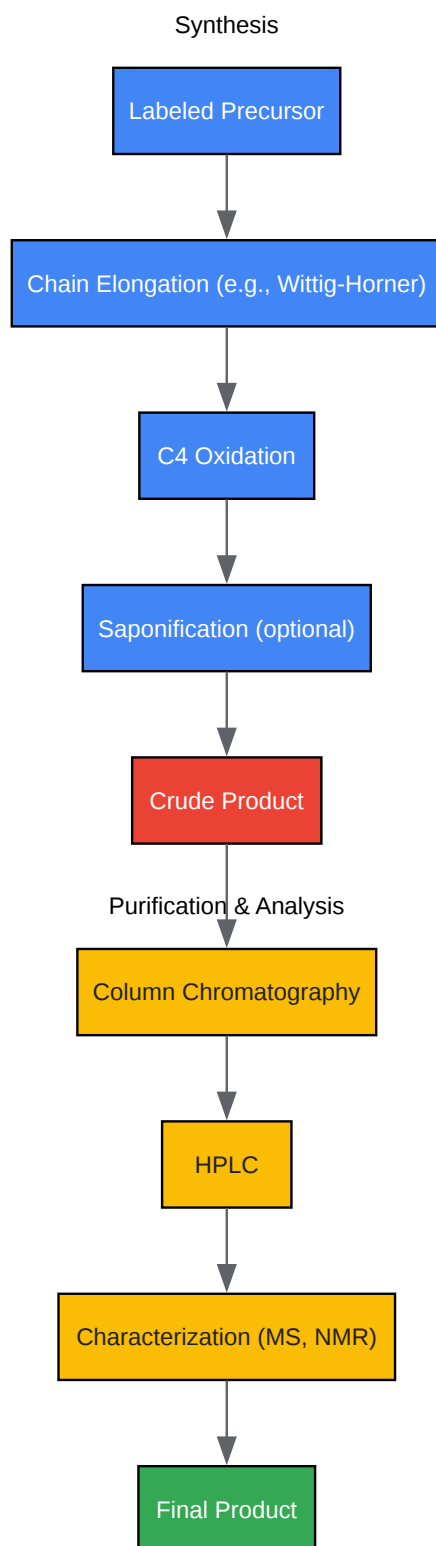 Synthesis
Labeled Precursor
Chain Elongation (e.g., Wittig-Horner)
C4 Oxidation
Saponification (optional)
Crude Product
Purification & Analysis
Column Chromatography
HPLC
Characterization (MS, NMR)
Final Product